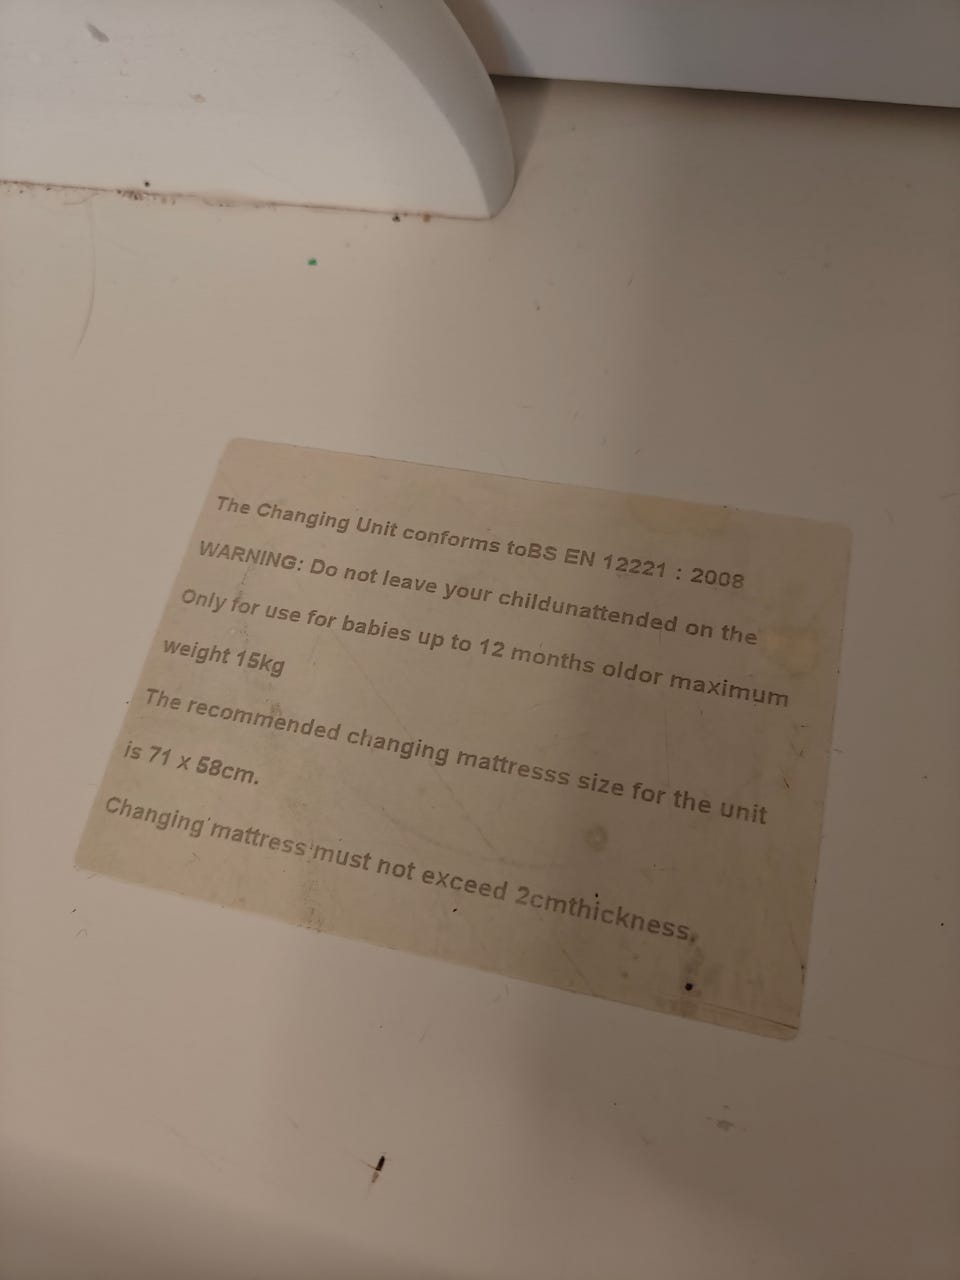 The Changing Unit conforms toBS EN 12221 : 2008
WARNING: Do not leave your childunattended on the
Only for use for babies up to 12 months oldor maximum
weight 15kg
The recommended changing mattresss size for the unit
is 71 x 58cm.
Changing mattress must not exceed 2cmthickness.